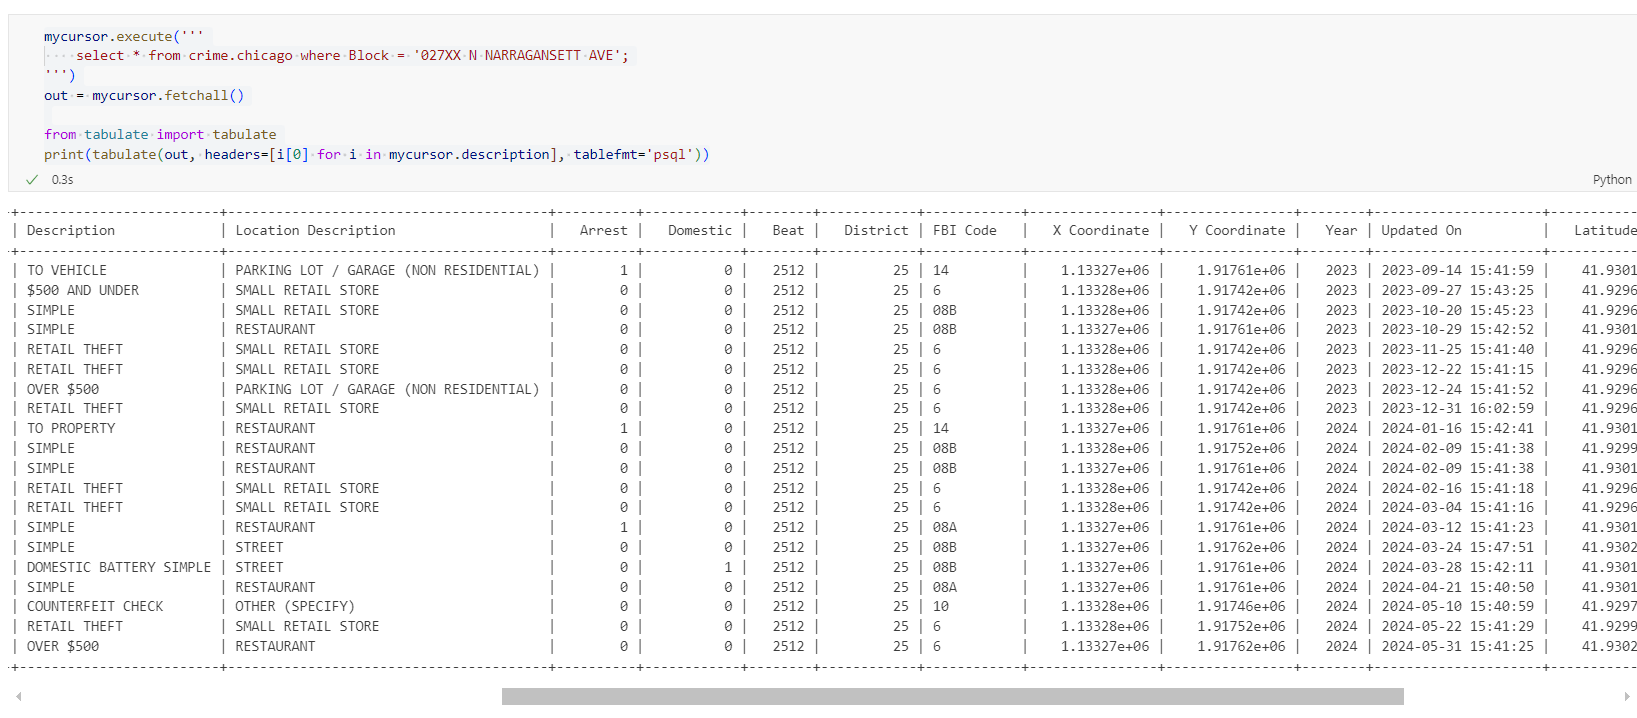 mycursor.execute('''
    select * from crime.chicago where Block = '027XX N NARRAGANSETT AVE';
''')
out = mycursor.fetchall()
from tabulate import tabulate
print(tabulate(out, headers=[i[0] for i in mycursor.description], tablefmt='psql'))
0.3s
Python
| Description | Location Description | Arrest | Domestic | Beat | District | FBI Code | X Coordinate | Y Coordinate | Year | Updated On | Latitude
| TO VEHICLE | PARKING LOT / GARAGE (NON RESIDENTIAL) | 1 | 0 | 2512 | 25 | 14 | 1.13327e+06 | 1.91761e+06 | 2023 | 2023-09-14 15:41:59 | 41.9301
| $500 AND UNDER | SMALL RETAIL STORE | 0 | 0 | 2512 | 25 | 6 | 1.13328e+06 | 1.91742e+06 | 2023 | 2023-09-27 15:43:25 | 41.9296
| SIMPLE | SMALL RETAIL STORE | 0 | 0 | 2512 | 25 | 08B | 1.13328e+06 | 1.91742e+06 | 2023 | 2023-10-20 15:45:23 | 41.9296
| SIMPLE | RESTAURANT | 0 | 0 | 2512 | 25 | 08B | 1.13327e+06 | 1.91761e+06 | 2023 | 2023-10-29 15:42:52 | 41.9301
| RETAIL THEFT | SMALL RETAIL STORE | 0 | 0 | 2512 | 25 | 6 | 1.13328e+06 | 1.91742e+06 | 2023 | 2023-11-25 15:41:40 | 41.9296
| RETAIL THEFT | SMALL RETAIL STORE | 0 | 0 | 2512 | 25 | 6 | 1.13328e+06 | 1.91742e+06 | 2023 | 2023-12-22 15:41:15 | 41.9296
| OVER $500 | PARKING LOT / GARAGE (NON RESIDENTIAL) | 0 | 0 | 2512 | 25 | 6 | 1.13328e+06 | 1.91742e+06 | 2023 | 2023-12-24 15:41:52 | 41.9296
| RETAIL THEFT | SMALL RETAIL STORE | 0 | 0 | 2512 | 25 | 6 | 1.13328e+06 | 1.91742e+06 | 2023 | 2023-12-31 16:02:59 | 41.9296
| TO PROPERTY | RESTAURANT | 1 | 0 | 2512 | 25 | 14 | 1.13327e+06 | 1.91761e+06 | 2024 | 2024-01-16 15:42:41 | 41.9301
| SIMPLE | RESTAURANT | 0 | 0 | 2512 | 25 | 08B | 1.13328e+06 | 1.91752e+06 | 2024 | 2024-02-09 15:41:38 | 41.9299
| SIMPLE | RESTAURANT | 0 | 0 | 2512 | 25 | 08B | 1.13327e+06 | 1.91761e+06 | 2024 | 2024-02-09 15:41:38 | 41.9301
| RETAIL THEFT | SMALL RETAIL STORE | 0 | 0 | 2512 | 25 | 6 | 1.13328e+06 | 1.91742e+06 | 2024 | 2024-02-16 15:41:18 | 41.9296
| RETAIL THEFT | SMALL RETAIL STORE | 0 | 0 | 2512 | 25 | 6 | 1.13328e+06 | 1.91742e+06 | 2024 | 2024-03-04 15:41:16 | 41.9296
| SIMPLE | RESTAURANT | 1 | 0 | 2512 | 25 | 08A | 1.13327e+06 | 1.91761e+06 | 2024 | 2024-03-12 15:41:23 | 41.9301
| SIMPLE | STREET | 0 | 0 | 2512 | 25 | 08B | 1.13327e+06 | 1.91762e+06 | 2024 | 2024-03-24 15:47:51 | 41.9302
| DOMESTIC BATTERY SIMPLE | STREET | 0 | 1 | 2512 | 25 | 08B | 1.13327e+06 | 1.91761e+06 | 2024 | 2024-03-28 15:42:11 | 41.9301
| SIMPLE | RESTAURANT | 0 | 0 | 2512 | 25 | 08A | 1.13327e+06 | 1.91761e+06 | 2024 | 2024-04-21 15:40:50 | 41.9301
| COUNTERFEIT CHECK | OTHER (SPECIFY) | 0 | 0 | 2512 | 25 | 10 | 1.13328e+06 | 1.91746e+06 | 2024 | 2024-05-10 15:40:59 | 41.9297
| RETAIL THEFT | SMALL RETAIL STORE | 0 | 0 | 2512 | 25 | 6 | 1.13328e+06 | 1.91752e+06 | 2024 | 2024-05-22 15:41:29 | 41.9299
| OVER $500 | RESTAURANT | 0 | 0 | 2512 | 25 | 6 | 1.13327e+06 | 1.91762e+06 | 2024 | 2024-05-31 15:41:25 | 41.9302